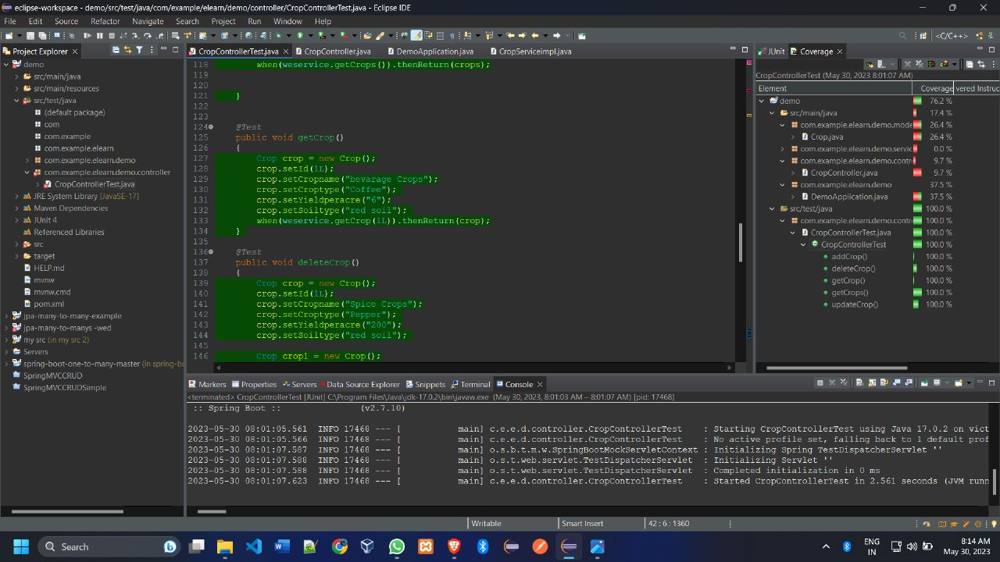 eclipse-workspace - demo/src/test/java/com/example/elearn/demo/controller/CropControllerTest.java - Eclipse IDE
File Edit Source Refactor Navigate Search Project Run Window Help
<C/C++>
Project Explorer
demo
src/main/java
src/main/resources
src/test/java
(default package)
com
com.example
com.example.elearn
com.example.elearn.demo
com.example.elearn.demo.controller
CropControllerTest.java
JRE System Library [JavaSE-17]
Maven Dependencies
JUnit 4
Referenced Libraries
src
target
HELP.md
mvnw
mvnw.cmd
pom.xml
jpa-many-to-many-example
jpa-many-to-manys -wed
my src (in my src 2)
Servers
spring-boot-one-to-many-master (in spring-bo
SpringMVCCRUD
SpringMVCCRUDSimple
CropControllerTest.java CropController.java DemoApplication.java CropServiceimpl.java
118 when(weservice.getCrops()).thenReturn(crops);
119
120
121 }
122
123
124 @Test
125 public void getCrop()
126 {
127 Crop crop = new Crop();
128 crop.setId(1L);
129 crop.setCropname("bevarage Crops");
130 crop.setCroptype("Coffee");
131 crop.setYieldperacre("6");
132 crop.setSoiltype("red soil");
133 when(weservice.getCrop(1L)).thenReturn(crop);
134 }
135
136 @Test
137 public void deleteCrop()
138 {
139 Crop crop = new Crop();
140 crop.setId(1L);
141 crop.setCropname("Spice Crops");
142 crop.setCroptype("Pepper");
143 crop.setYieldperacre("200");
144 crop.setSoiltype("red soil");
145
146 Crop crop1 = new Crop();
JUnit Coverage
CropControllerTest (May 30, 2023 8:01:07 AM)
Element Coverage vered Instruc
demo 76.2 %
src/main/java 17.4 %
com.example.elearn.demo.mode 26.4 %
Crop.java 26.4 %
com.example.elearn.demo.servic 0.0 %
com.example.elearn.demo.contr 9.7 %
CropController.java 9.7 %
com.example.elearn.demo 37.5 %
DemoApplication.java 37.5 %
src/test/java 100.0 %
com.example.elearn.demo.contr 100.0 %
CropControllerTest.java 100.0 %
CropControllerTest 100.0 %
addCrop() 100.0 %
deleteCrop() 100.0 %
getCrop() 100.0 %
getCrops() 100.0 %
updateCrop() 100.0 %
Markers Properties Servers Data Source Explorer Snippets Terminal Console
<terminated> CropControllerTest [JUnit] C:\Program Files\Java\jdk-17.0.2\bin\javaw.exe (May 30, 2023, 8:01:03 AM – 8:01:07 AM) [pid: 17468]
:: Spring Boot :: (v2.7.10)
2023-05-30 08:01:05.561 INFO 17468 --- [ main] c.e.e.d.controller.CropControllerTest : Starting CropControllerTest using Java 17.0.2 on vict
2023-05-30 08:01:05.566 INFO 17468 --- [ main] c.e.e.d.controller.CropControllerTest : No active profile set, falling back to 1 default prof
2023-05-30 08:01:07.587 INFO 17468 --- [ main] o.s.b.t.m.w.SpringBootMockServletContext : Initializing Spring TestDispatcherServlet ''
2023-05-30 08:01:07.588 INFO 17468 --- [ main] o.s.t.web.servlet.TestDispatcherServlet : Initializing Servlet ''
2023-05-30 08:01:07.588 INFO 17468 --- [ main] o.s.t.web.servlet.TestDispatcherServlet : Completed initialization in 0 ms
2023-05-30 08:01:07.623 INFO 17468 --- [ main] c.e.e.d.controller.CropControllerTest : Started CropControllerTest in 2.561 seconds (JVM runn
Writable Smart Insert 42 : 6 : 1360
Search
ENG
IN
8:14 AM
May 30, 2023